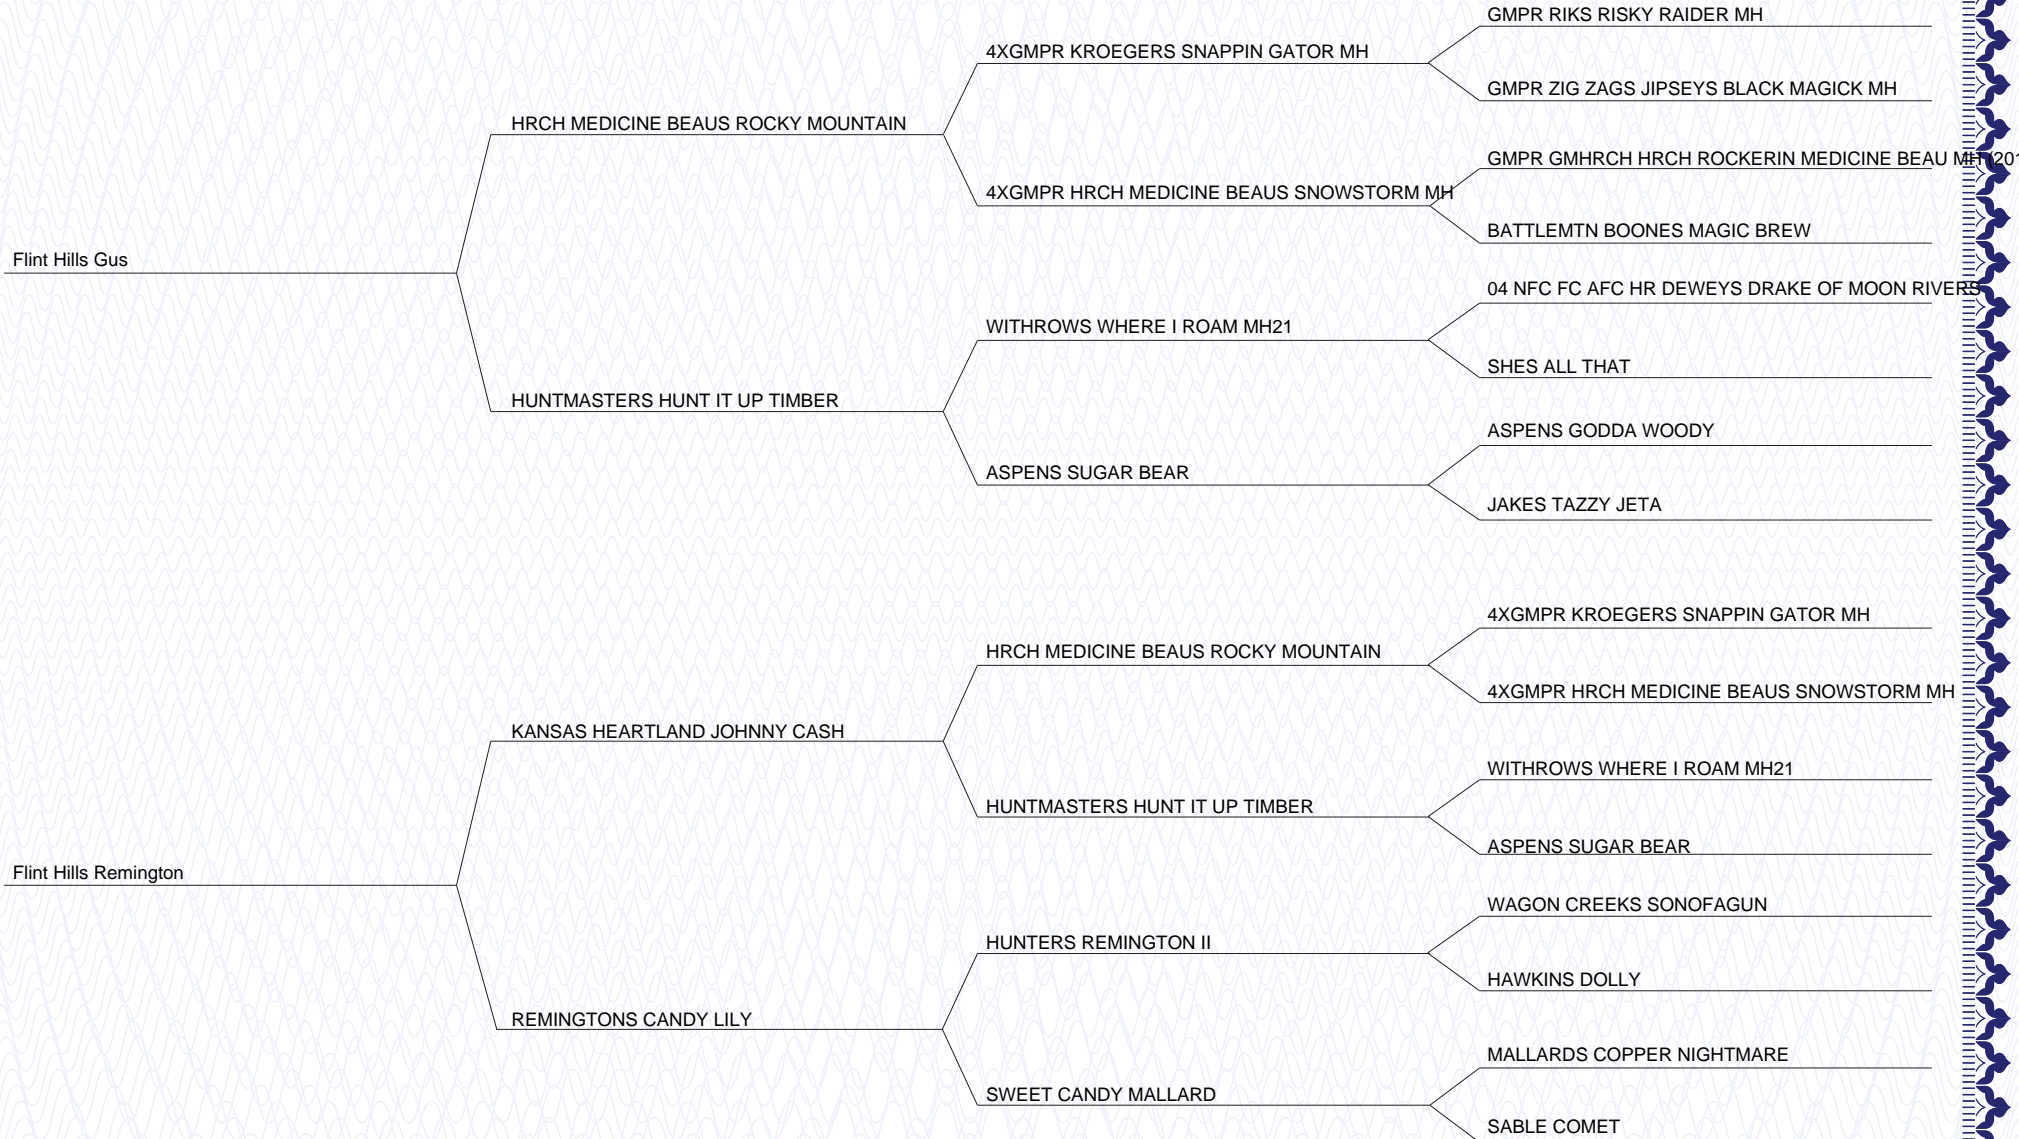 GMPR RIKS RISKY RAIDER MH
4XGMPR KROEGERS SNAPPIN GATOR MH
GMPR ZIG ZAGS JIPSEYS BLACK MAGICK MH
HRCH MEDICINE BEAUS ROCKY MOUNTAIN
GMPR GMHRCH HRCH ROCKERIN MEDICINE BEAU MH (201
4XGMPR HRCH MEDICINE BEAUS SNOWSTORM MH
BATTLEMTN BOONES MAGIC BREW
Flint Hills Gus
04 NFC FC AFC HR DEWEYS DRAKE OF MOON RIVERS
WITHROWS WHERE I ROAM MH21
SHES ALL THAT
HUNTMASTERS HUNT IT UP TIMBER
ASPENS GODDA WOODY
ASPENS SUGAR BEAR
JAKES TAZZY JETA
4XGMPR KROEGERS SNAPPIN GATOR MH
HRCH MEDICINE BEAUS ROCKY MOUNTAIN
4XGMPR HRCH MEDICINE BEAUS SNOWSTORM MH
KANSAS HEARTLAND JOHNNY CASH
WITHROWS WHERE I ROAM MH21
HUNTMASTERS HUNT IT UP TIMBER
ASPENS SUGAR BEAR
Flint Hills Remington
WAGON CREEKS SONOFAGUN
HUNTERS REMINGTON II
HAWKINS DOLLY
REMINGTONS CANDY LILY
MALLARDS COPPER NIGHTMARE
SWEET CANDY MALLARD
SABLE COMET